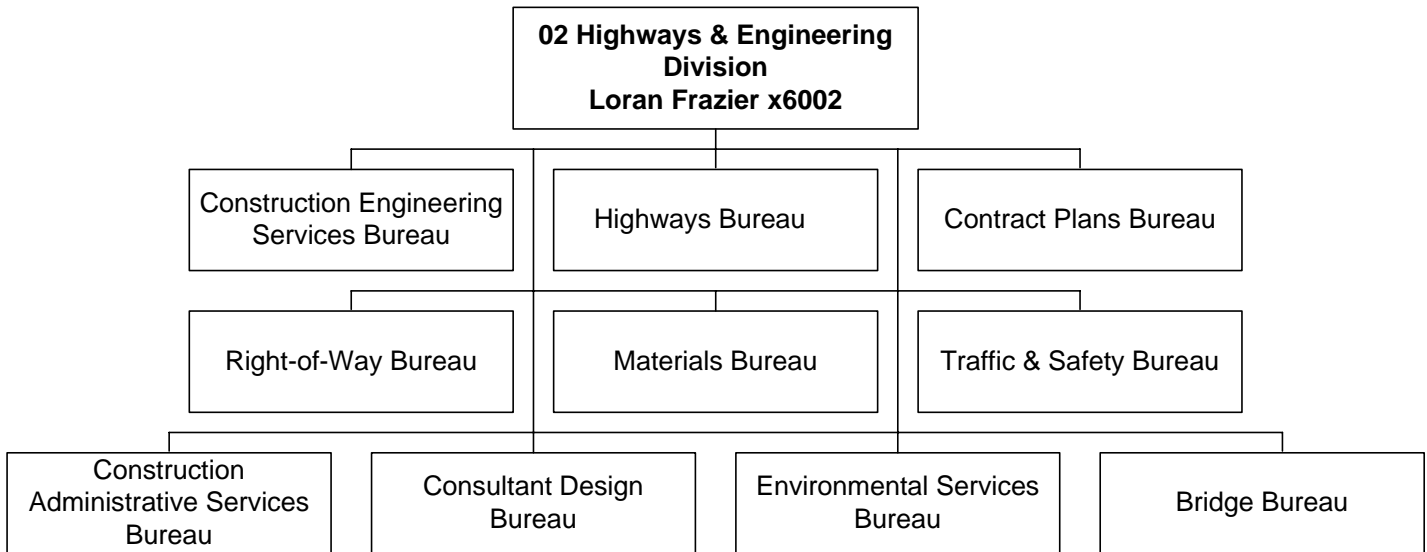 02 Highways & Engineering
Division
Loran Frazier x6002
Construction Engineering
Services Bureau
Highways Bureau
Contract Plans Bureau
Right-of-Way Bureau
Materials Bureau
Traffic & Safety Bureau
Construction
Administrative Services
Bureau
Consultant Design
Bureau
Environmental Services
Bureau
Bridge Bureau